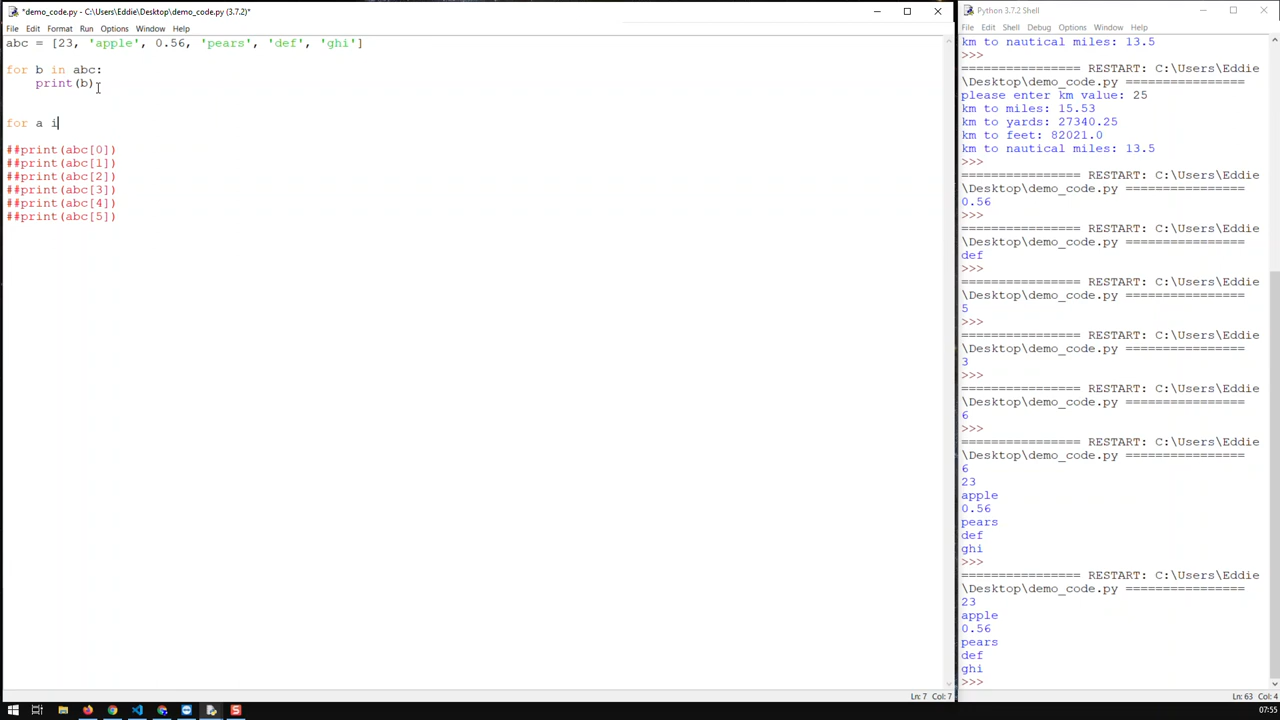 *demo_code.py - C:\Users\Eddie\Desktop\demo_code.py (3.7.2)*
File Edit Format Run Options Window Help
abc = [23, 'apple', 0.56, 'pears', 'def', 'ghi']
for b in abc:
    print(b)
for a i
##print(abc[0])
##print(abc[1])
##print(abc[2])
##print(abc[3])
##print(abc[4])
##print(abc[5])
Ln: 7 Col: 7
Python 3.7.2 Shell
File Edit Shell Debug Options Window Help
km to nautical miles: 13.5
>>>
================ RESTART: C:\Users\Eddie
\Desktop\demo_code.py ================
please enter km value: 25
km to miles: 15.53
km to yards: 27340.25
km to feet: 82021.0
km to nautical miles: 13.5
>>>
================ RESTART: C:\Users\Eddie
\Desktop\demo_code.py ================
0.56
>>>
================ RESTART: C:\Users\Eddie
\Desktop\demo_code.py ================
def
>>>
================ RESTART: C:\Users\Eddie
\Desktop\demo_code.py ================
5
>>>
================ RESTART: C:\Users\Eddie
\Desktop\demo_code.py ================
3
>>>
================ RESTART: C:\Users\Eddie
\Desktop\demo_code.py ================
6
>>>
================ RESTART: C:\Users\Eddie
\Desktop\demo_code.py ================
6
23
apple
0.56
pears
def
ghi
>>>
================ RESTART: C:\Users\Eddie
\Desktop\demo_code.py ================
23
apple
0.56
pears
def
ghi
>>>
Ln: 63 Col: 4
07:55